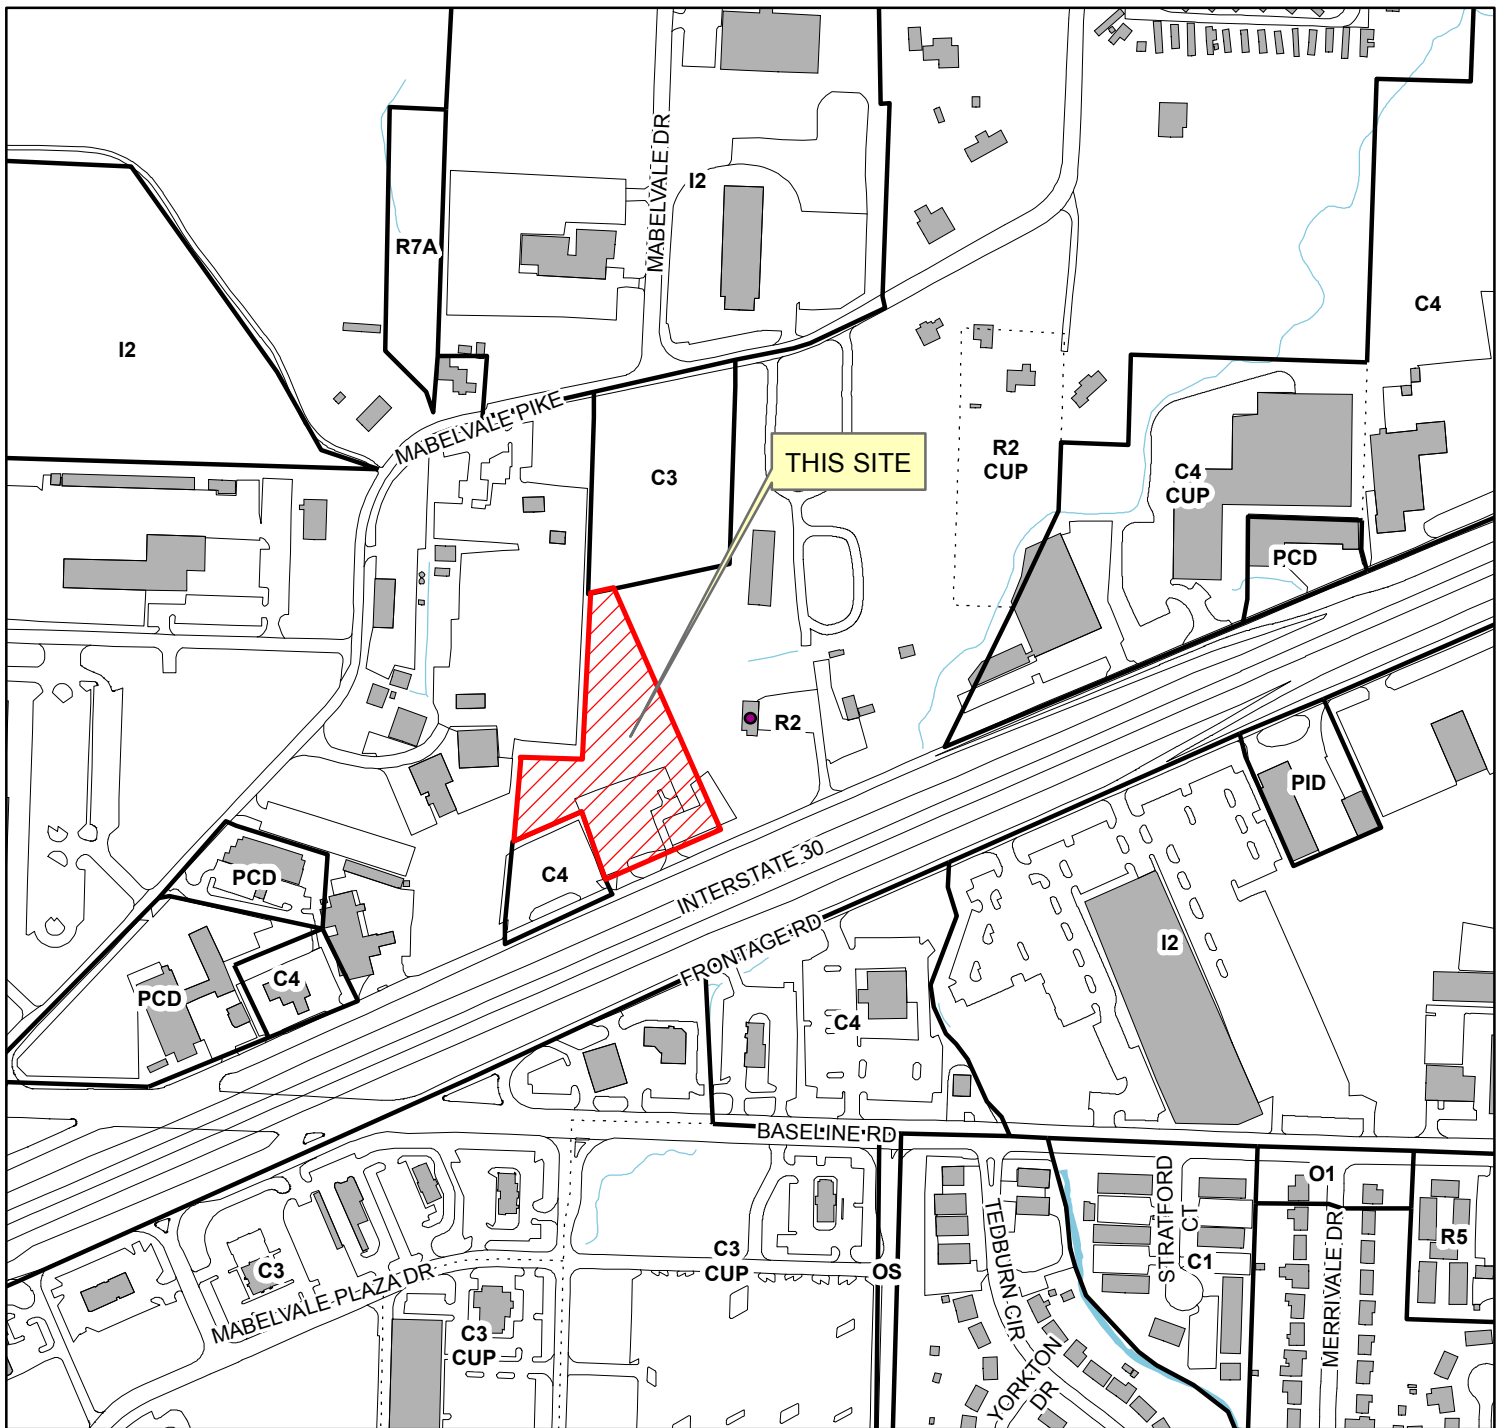 MABELVALE DR
I2
R7A
I2
C4
MABELVALE PIKE
C3
THIS SITE
R2
CUP
C4
CUP
PCD
R2
PID
INTERSTATE 30
C4
PCD
FRONTAGE RD
I2
C4
PCD
C4
BASELINE RD
STRATFORD
CT
O1
MERRIVALE DR
R5
C3
CUP
OS
TEDBURN CIR
C1
C3
MABELVALE PLAZA DR
C3
CUP
YORKTON
DR